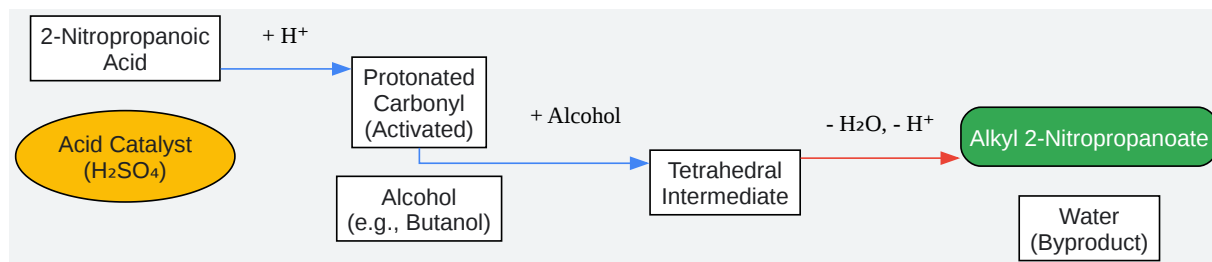 2-Nitropropanoic
Acid
+ H⁺
Protonated
Carbonyl
(Activated)
+ Alcohol
- H₂O, - H⁺
Alkyl 2-Nitropropanoate
Acid Catalyst
(H₂SO₄)
Tetrahedral
Intermediate
Alcohol
(e.g., Butanol)
Water
(Byproduct)